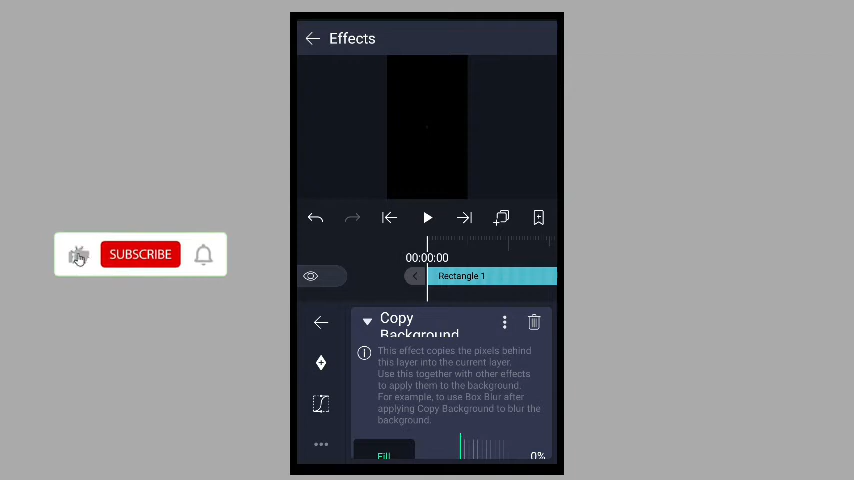 Effects
SUBSCRIBE
00:00:00
Rectangle 1
Copy
Background
This effect copies the pixels behind
this layer into the current layer.
Use this together with other effects
to apply them to the background.
For example, to use Box Blur after
applying Copy Background to blur the
background.
Fill
0%